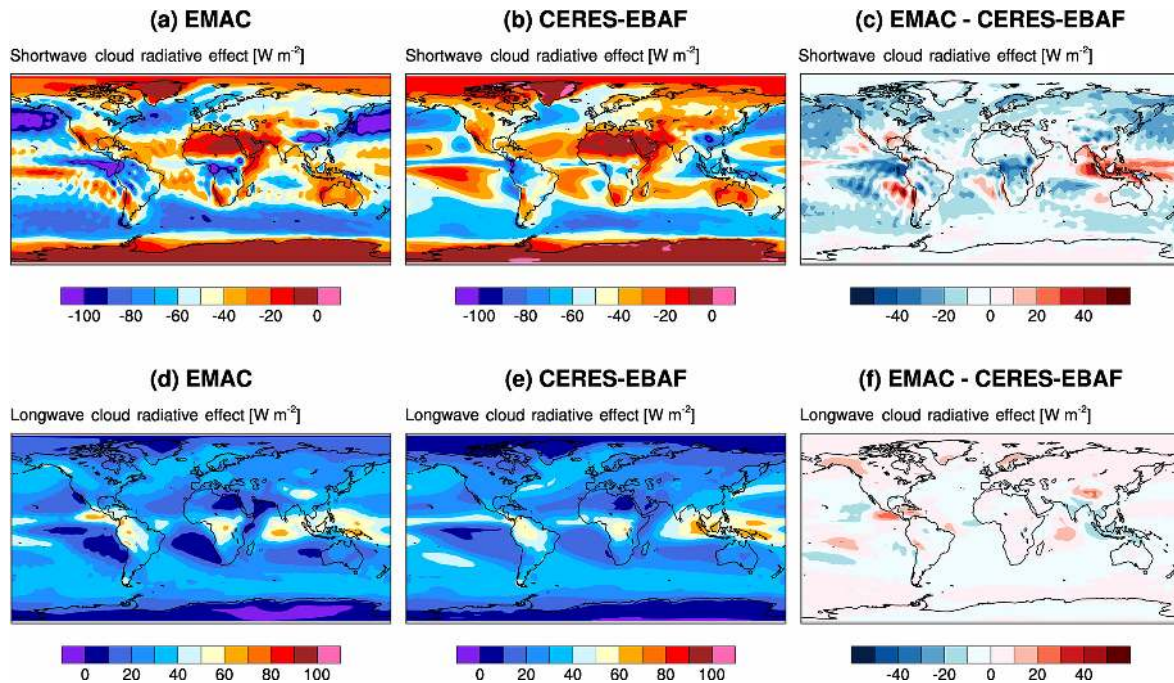 (a) EMAC
(b) CERES-EBAF
(c) EMAC - CERES-EBAF
Shortwave cloud radiative effect [W m⁻²]
Shortwave cloud radiative effect [W m⁻²]
Shortwave cloud radiative effect [W m⁻²]
-100 -80 -60 -40 -20 0
-100 -80 -60 -40 -20 0
-40 -20 0 20 40
(d) EMAC
(e) CERES-EBAF
(f) EMAC - CERES-EBAF
Longwave cloud radiative effect [W m⁻²]
Longwave cloud radiative effect [W m⁻²]
Longwave cloud radiative effect [W m⁻²]
0 20 40 60 80 100
0 20 40 60 80 100
-40 -20 0 20 40